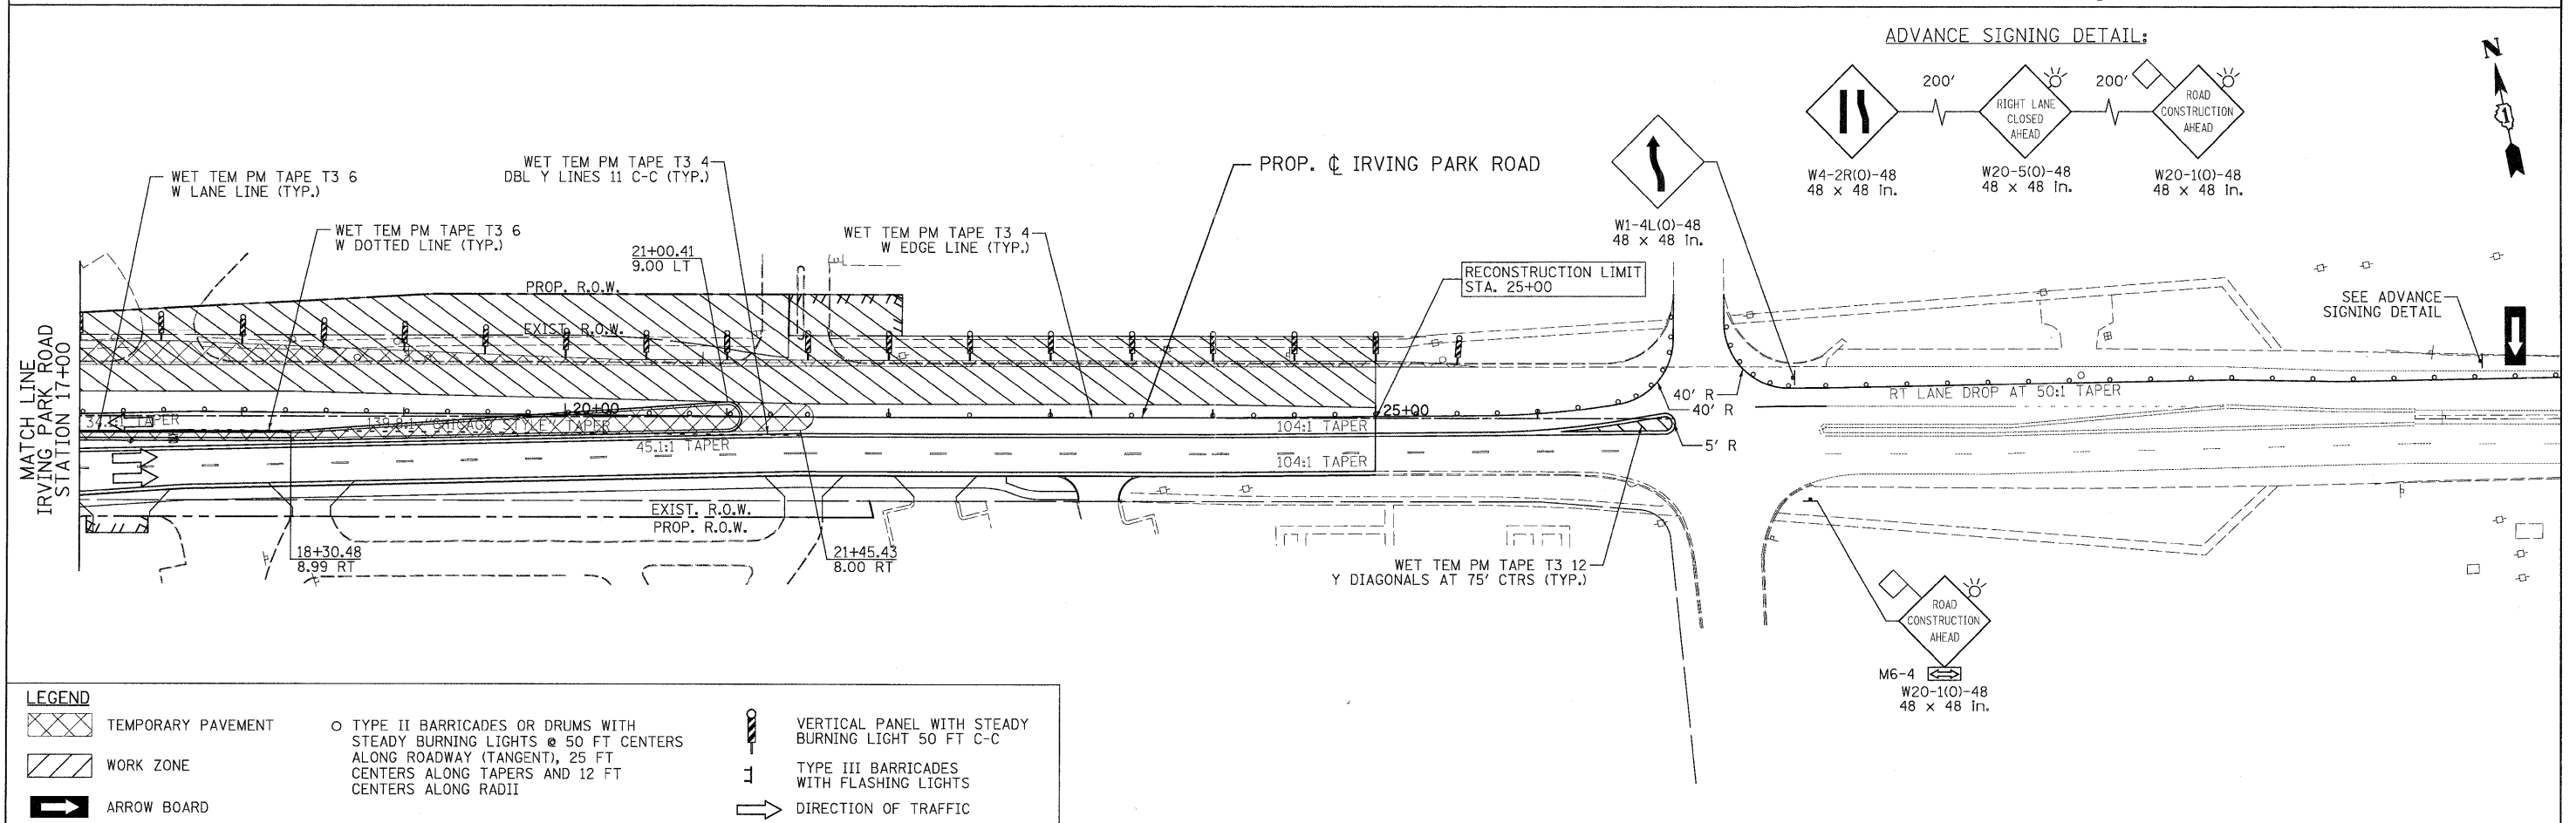 ADVANCE SIGNING DETAIL:
N
200'
200'
RIGHT LANE
CLOSED
AHEAD
ROAD
CONSTRUCTION
AHEAD
W4-2R(O)-48
48 x 48 in.
W20-5(O)-48
48 x 48 in.
W20-1(O)-48
48 x 48 in.
WET TEM PM TAPE T3 6
W LANE LINE (TYP.)
WET TEM PM TAPE T3 4
DBL Y LINES 11 C-C (TYP.)
PROP. ℄ IRVING PARK ROAD
W1-4L(O)-48
48 x 48 in.
WET TEM PM TAPE T3 6
W DOTTED LINE (TYP.)
21+00.41
9.00 LT
WET TEM PM TAPE T3 4
W EDGE LINE (TYP.)
RECONSTRUCTION LIMIT
STA. 25+00
SEE ADVANCE
SIGNING DETAIL
PROP. R.O.W.
EXIST. R.O.W.
MATCH LINE
IRVING PARK ROAD
STATION 17+00
TAPER
20+00
"CHICAGO STYLE" TAPER
45.1:1 TAPER
25+00
104:1 TAPER
104:1 TAPER
40' R
40' R
5' R
RT LANE DROP AT 50:1 TAPER
EXIST. R.O.W.
PROP. R.O.W.
18+30.48
8.99 RT
21+45.43
8.00 RT
WET TEM PM TAPE T3 12
Y DIAGONALS AT 75' CTRS (TYP.)
ROAD
CONSTRUCTION
AHEAD
M6-4
W20-1(O)-48
48 x 48 in.
LEGEND
TEMPORARY PAVEMENT
WORK ZONE
ARROW BOARD
TYPE II BARRICADES OR DRUMS WITH
STEADY BURNING LIGHTS @ 50 FT CENTERS
ALONG ROADWAY (TANGENT), 25 FT
CENTERS ALONG TAPERS AND 12 FT
CENTERS ALONG RADII
VERTICAL PANEL WITH STEADY
BURNING LIGHT 50 FT C-C
TYPE III BARRICADES
WITH FLASHING LIGHTS
DIRECTION OF TRAFFIC